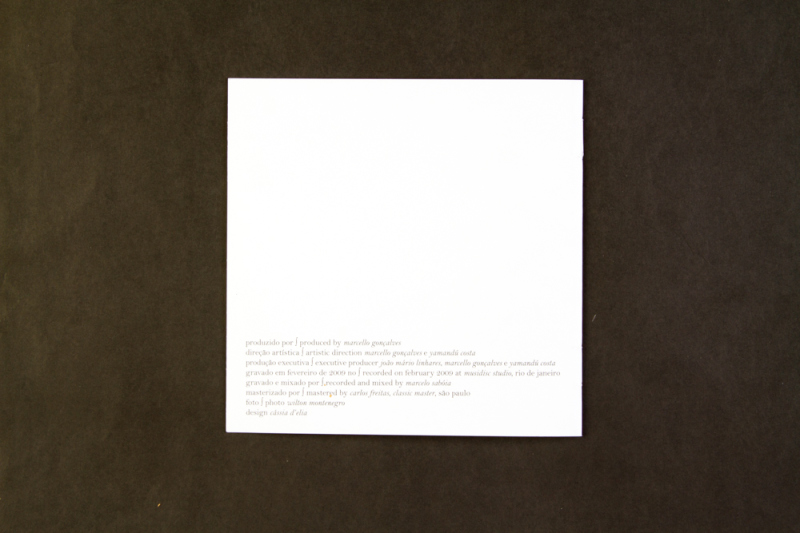 produzido por ∫ produced by marcello gonçalves
direção artística ∫ artistic direction marcello gonçalves e yamandú costa
produção executiva ∫ executive producer joão mário linhares, marcello gonçalves e yamandú costa
gravado em fevereiro de 2009 no ∫ recorded on february 2009 at musidisc studio, rio de janeiro
gravado e mixado por ∫ recorded and mixed by marcelo sabóia
masterizado por ∫ mastered by carlos freitas, classic master, são paulo
foto ∫ photo wilton montenegro
design cássia d'elia